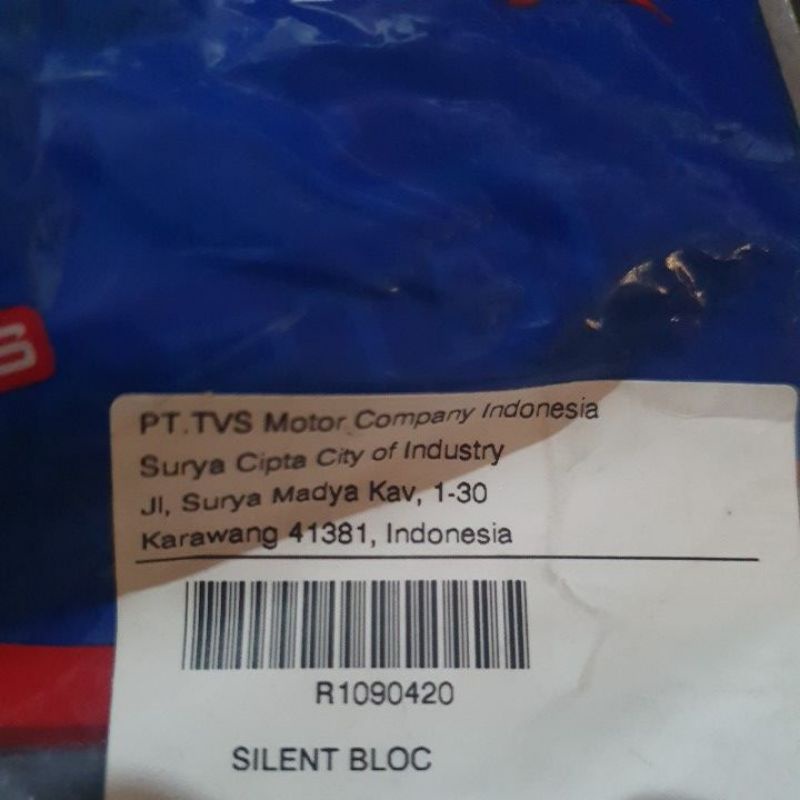 S
PT.TVS Motor Company Indonesia
Surya Cipta City of Industry
Jl, Surya Madya Kav, 1-30
Karawang 41381, Indonesia
R1090420
SILENT BLOC